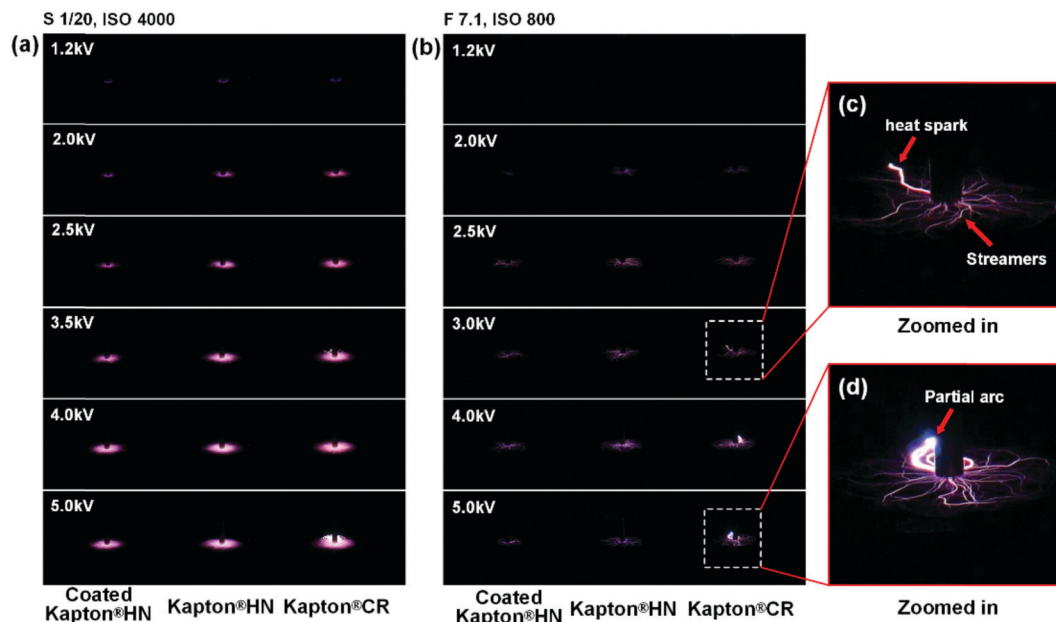 S 1/20, ISO 4000
(a)
1.2kV
2.0kV
2.5kV
3.5kV
4.0kV
5.0kV
Coated
Kapton®HN
Kapton®HN
Kapton®CR
F 7.1, ISO 800
(b)
1.2kV
2.0kV
2.5kV
3.0kV
4.0kV
5.0kV
Coated
Kapton®HN
Kapton®HN
Kapton®CR
(c)
heat spark
Streamers
Zoomed in
(d)
Partial arc
Zoomed in